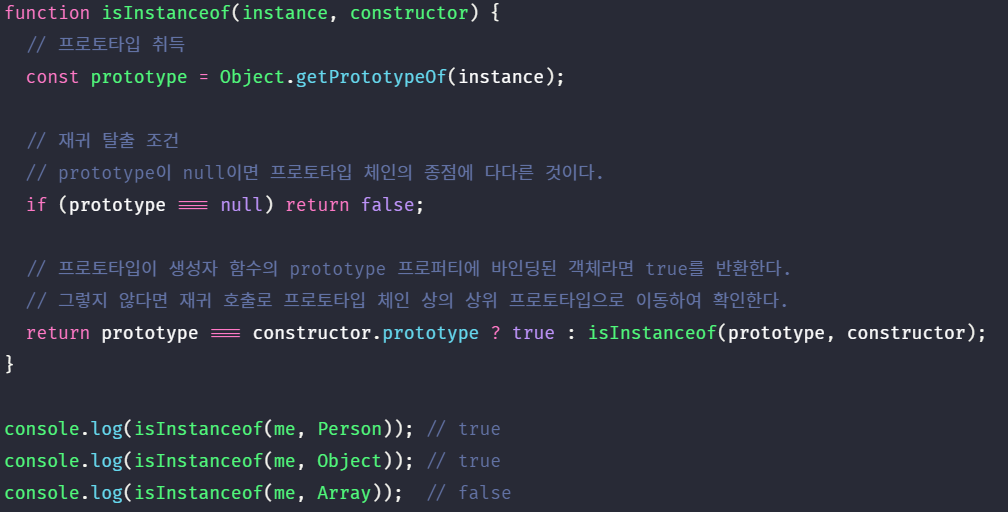 function isInstanceof(instance, constructor) {
  // 프로토타입 취득
  const prototype = Object.getPrototypeOf(instance);

  // 재귀 탈출 조건
  // prototype이 null이면 프로토타입 체인의 종점에 다다른 것이다.
  if (prototype === null) return false;

  // 프로토타입이 생성자 함수의 prototype 프로퍼티에 바인딩된 객체라면 true를 반환한다.
  // 그렇지 않다면 재귀 호출로 프로토타입 체인 상의 상위 프로토타입으로 이동하여 확인한다.
  return prototype === constructor.prototype ? true : isInstanceof(prototype, constructor);
}

console.log(isInstanceof(me, Person)); // true
console.log(isInstanceof(me, Object)); // true
console.log(isInstanceof(me, Array));  // false